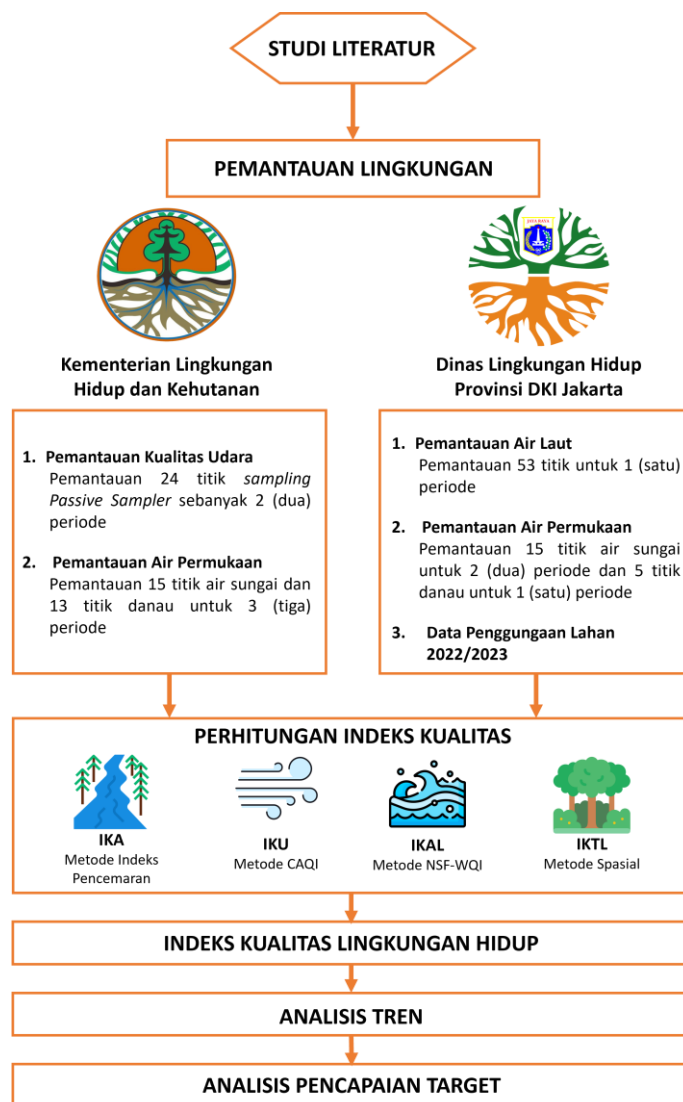 STUDI LITERATUR
PEMANTAUAN LINGKUNGAN
JAYA RAYA
Kementerian Lingkungan
Hidup dan Kehutanan
Dinas Lingkungan Hidup
Provinsi DKI Jakarta
1. Pemantauan Kualitas Udara
Pemantauan 24 titik sampling
Passive Sampler sebanyak 2 (dua)
periode
2. Pemantauan Air Permukaan
Pemantauan 15 titik air sungai dan
13 titik danau untuk 3 (tiga)
periode
1. Pemantauan Air Laut
Pemantauan 53 titik untuk 1 (satu)
periode
2. Pemantauan Air Permukaan
Pemantauan 15 titik air sungai
untuk 2 (dua) periode dan 5 titik
danau untuk 1 (satu) periode
3. Data Penggungaan Lahan
2022/2023
PERHITUNGAN INDEKS KUALITAS
IKA
Metode Indeks
Pencemaran
IKU
Metode CAQI
IKAL
Metode NSF-WQI
IKTL
Metode Spasial
INDEKS KUALITAS LINGKUNGAN HIDUP
ANALISIS TREN
ANALISIS PENCAPAIAN TARGET